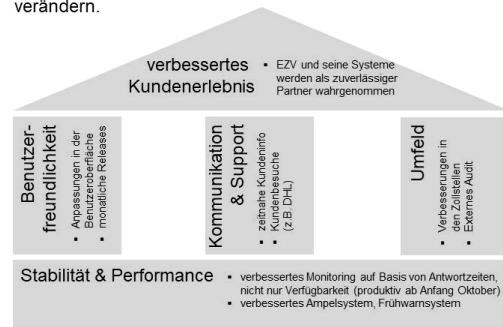 verändern.
verbessertes
Kundenerlebnis
▪ EZV und seine Systeme
werden als zuverlässiger
Partner wahrgenommen
Benutzer-
freundlichkeit
▪ Anpassungen in der
Benutzeroberfläche
▪ monatliche Releases
Kommunikation
& Support
▪ zeitnahe Kundeninfo
▪ Kundenbesuche
(z.B. DHL)
Umfeld
▪ Verbesserungen in
den Zollstellen
▪ Externes Audit
Stabilität & Performance
▪ verbessertes Monitoring auf Basis von Antwortzeiten,
nicht nur Verfügbarkeit (produktiv ab Anfang Oktober)
▪ verbessertes Ampelsystem, Frühwarnsystem